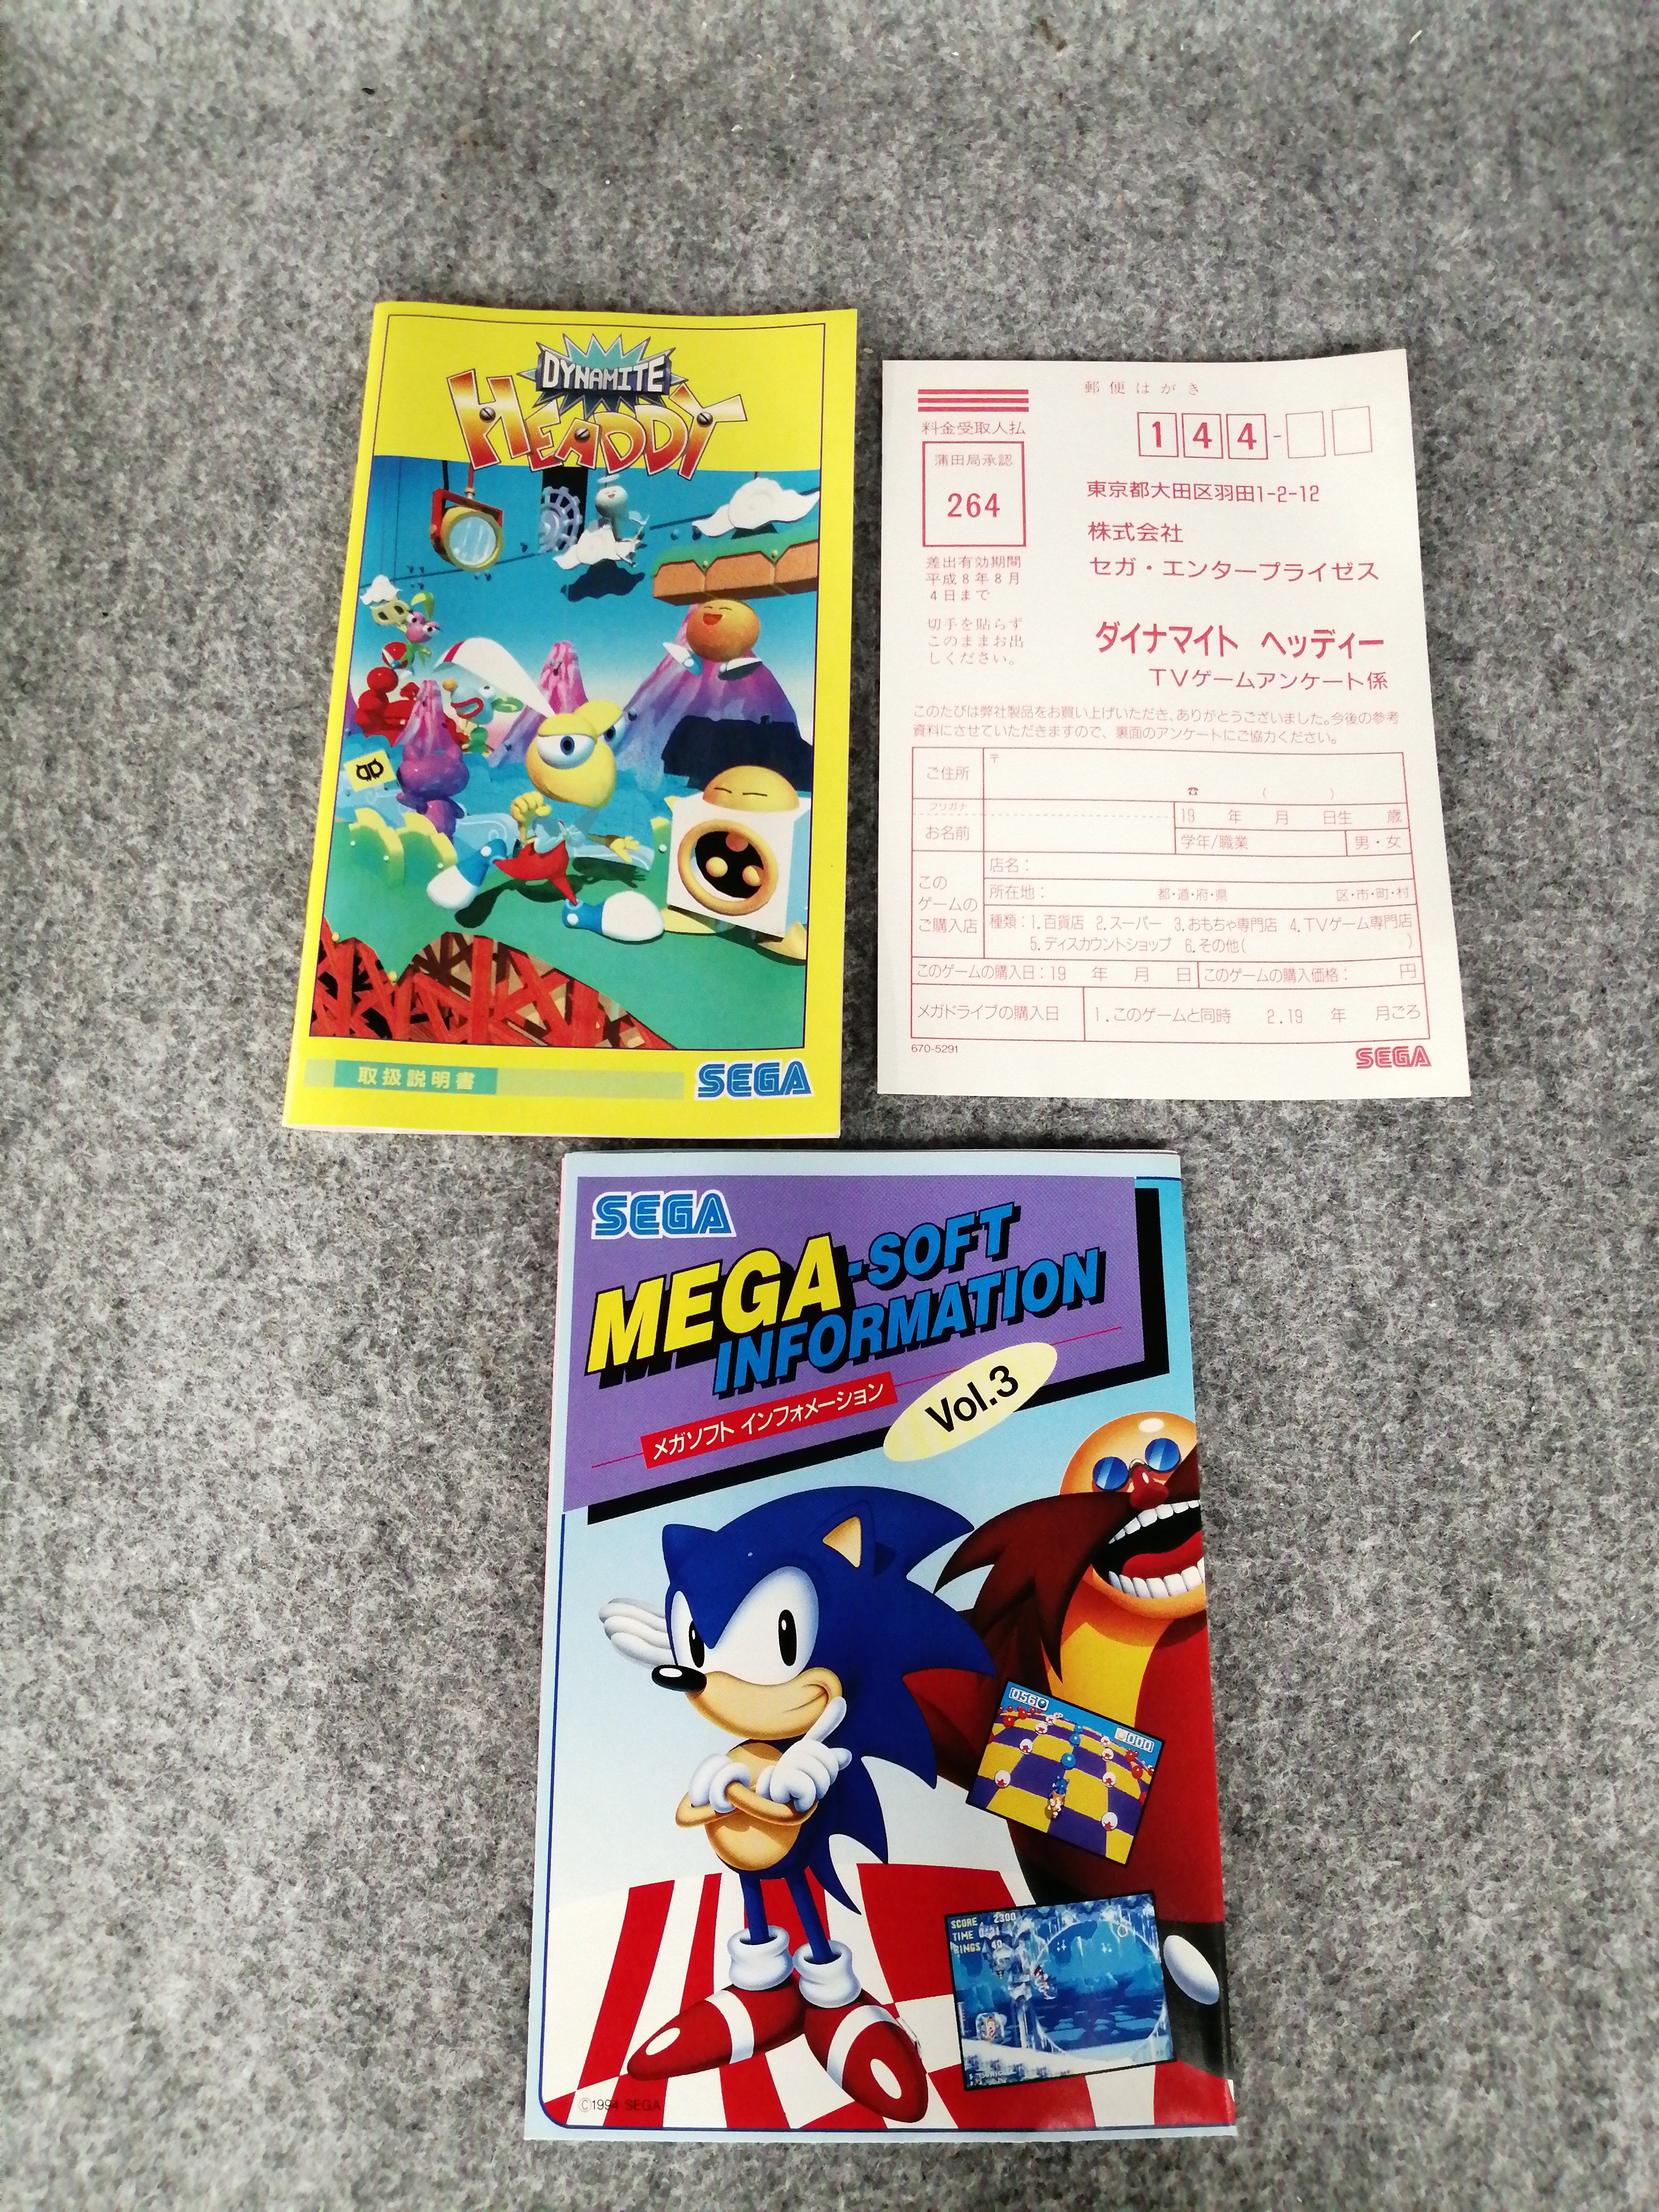 DYNAMITE
HEADDY
取扱説明書
SEGA
郵便はがき
料金受取人払
蒲田局承認
264
差出有効期間
平成8年8月
4日まで
切手を貼らず
このままお出
しください。
144-
東京都大田区羽田1-2-12
株式会社
セガ・エンタープライゼス
ダイナマイト ヘッディー
TVゲームアンケート係
このたびは弊社製品をお買い上げいただき、ありがとうございました。今後の参考
資料にさせていただきますので、裏面のアンケートにご協力ください。
ご住所
〒
☎ ( )
フリガナ
お名前
19 年 月 日生 歳
学年/職業
男・女
この
ゲームの
ご購入店
店名:
所在地: 都・道・府・県 区・市・町・村
種類:1.百貨店 2.スーパー 3.おもちゃ専門店 4.TVゲーム専門店
5.ディスカウントショップ 6.その他( )
このゲームの購入日:19 年 月 日
このゲームの購入価格: 円
メガドライブの購入日
1.このゲームと同時 2.19 年 月ごろ
670-5291
SEGA
SEGA
MEGA-SOFT
INFORMATION
メガソフト インフォメーション
Vol.3
056
000
SCORE 2300
TIME
RINGS 40
©1994 SEGA